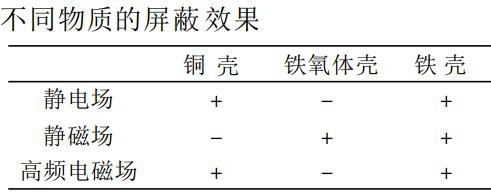 不同物质的屏蔽效果
铜 壳 铁氧体壳 铁 壳
静电场 + − +
静磁场 − + +
高频电磁场 + − +